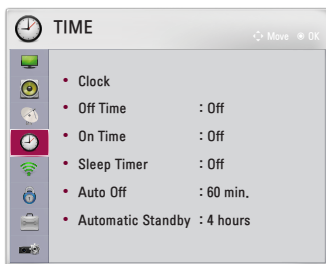 TIME
Move OK
• Clock
• Off Time : Off
• On Time : Off
• Sleep Timer : Off
• Auto Off : 60 min.
• Automatic Standby : 4 hours